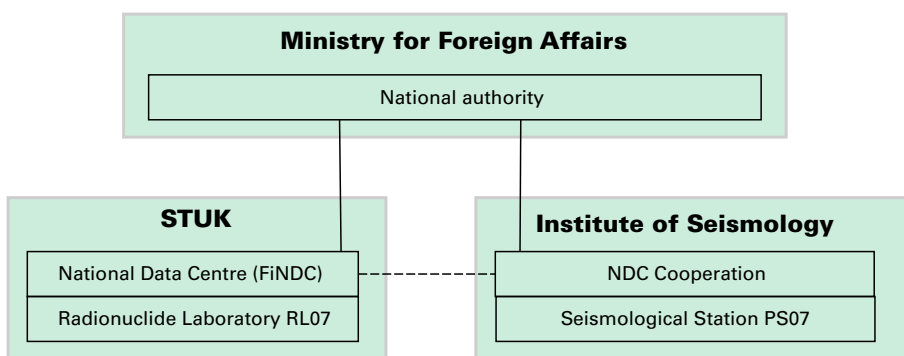 Ministry for Foreign Affairs
National authority
STUK
National Data Centre (FiNDC)
Radionuclide Laboratory RL07
Institute of Seismology
NDC Cooperation
Seismological Station PS07